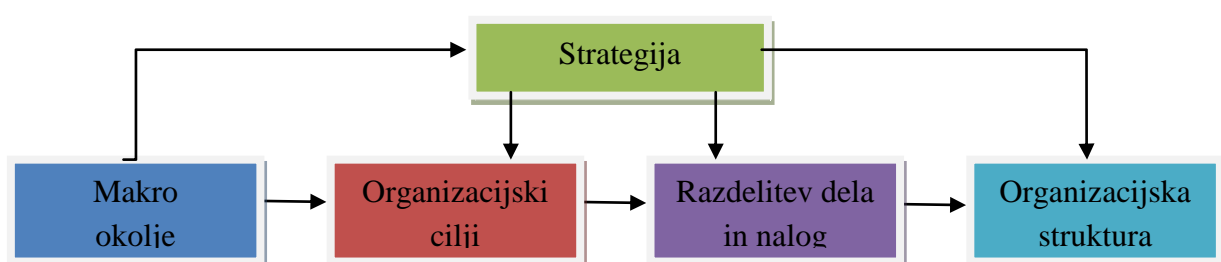 Strategija
Makro
okolje
Organizacijski
cilji
Razdelitev dela
in nalog
Organizacijska
struktura